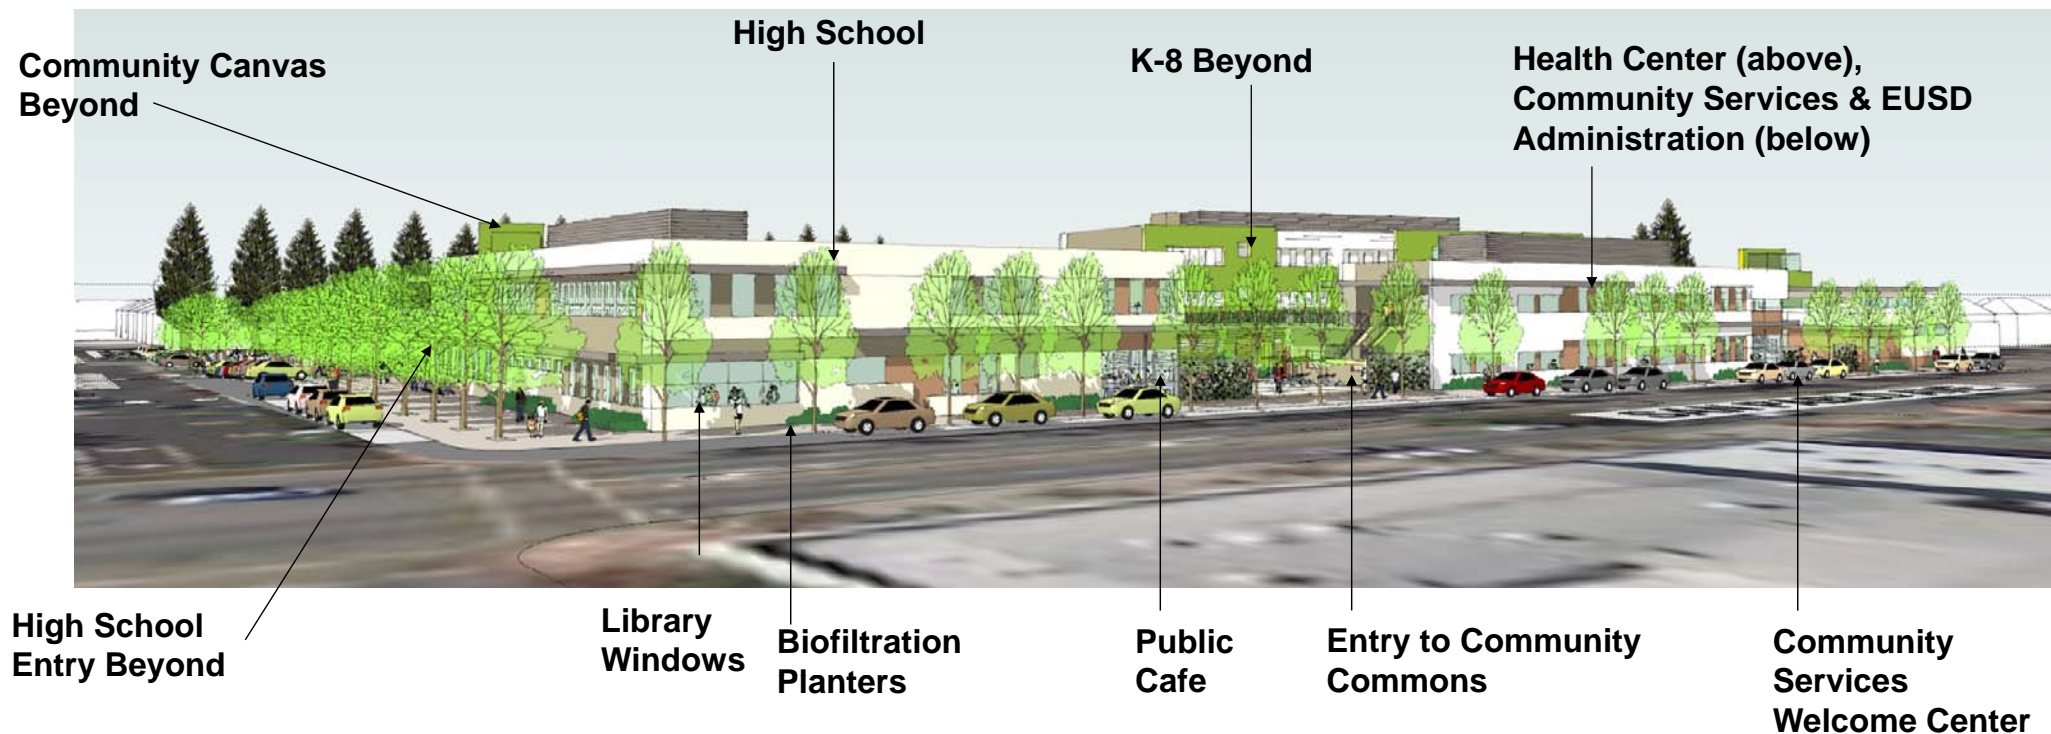 High School
Community Canvas
Beyond
K-8 Beyond
Health Center (above),
Community Services & EUSD
Administration (below)
High School
Entry Beyond
Library
Windows
Biofiltration
Planters
Public
Cafe
Entry to Community
Commons
Community
Services
Welcome Center